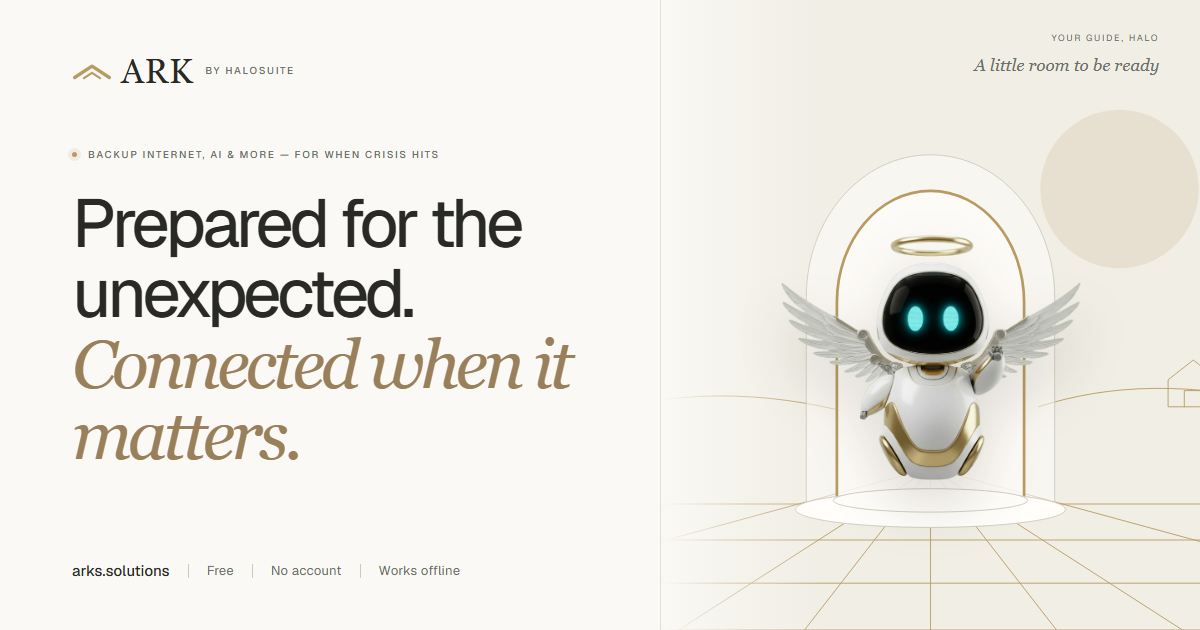 ARK BY HALOSUITE
BACKUP INTERNET, AI & MORE — FOR WHEN CRISIS HITS
Prepared for the
unexpected.
Connected when it
matters.
arks.solutions | Free | No account | Works offline
YOUR GUIDE, HALO
A little room to be ready